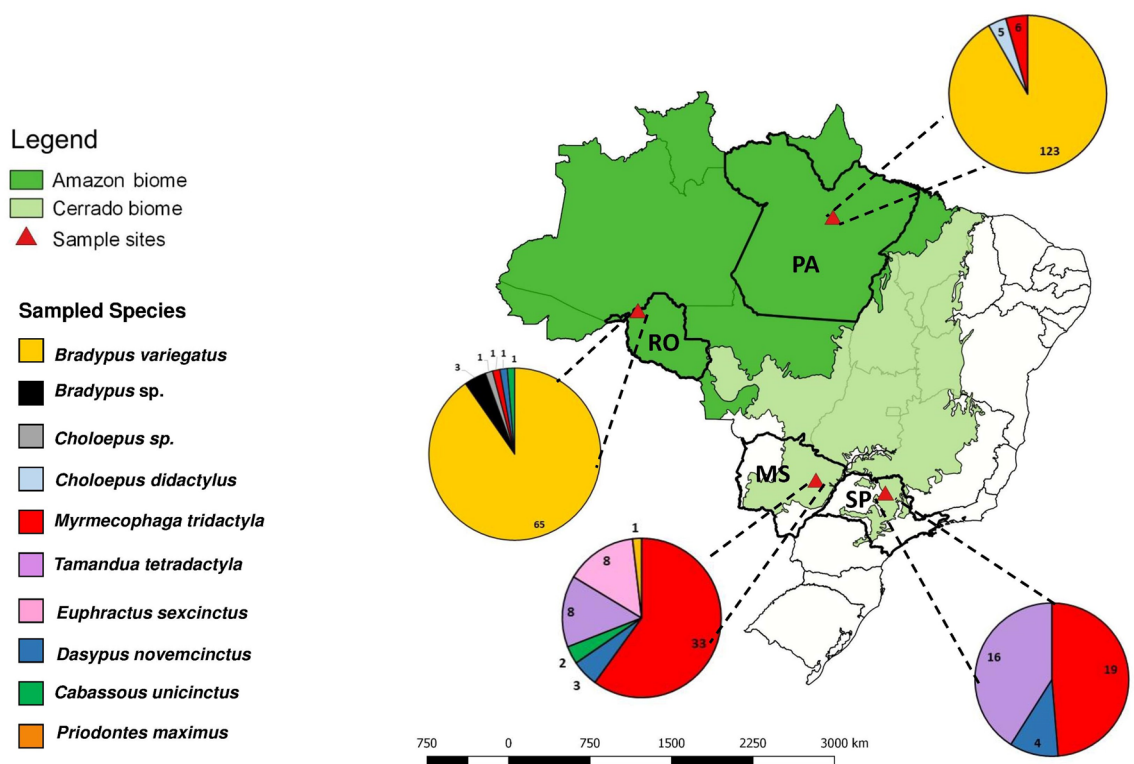 Legend
Amazon biome
Cerrado biome
Sample sites
Sampled Species
Bradypus variegatus
Bradypus sp.
Choloepus sp.
Choloepus didactylus
Myrmecophaga tridactyla
Tamandua tetradactyla
Euphractus sexcinctus
Dasypus novemcinctus
Cabassous unicinctus
Priodontes maximus
5 6
123
PA
RO
MS
SP
3 1 1 1 1
65
1
8
8
33
2
3
16
19
4
750 0 750 1500 2250 3000 km